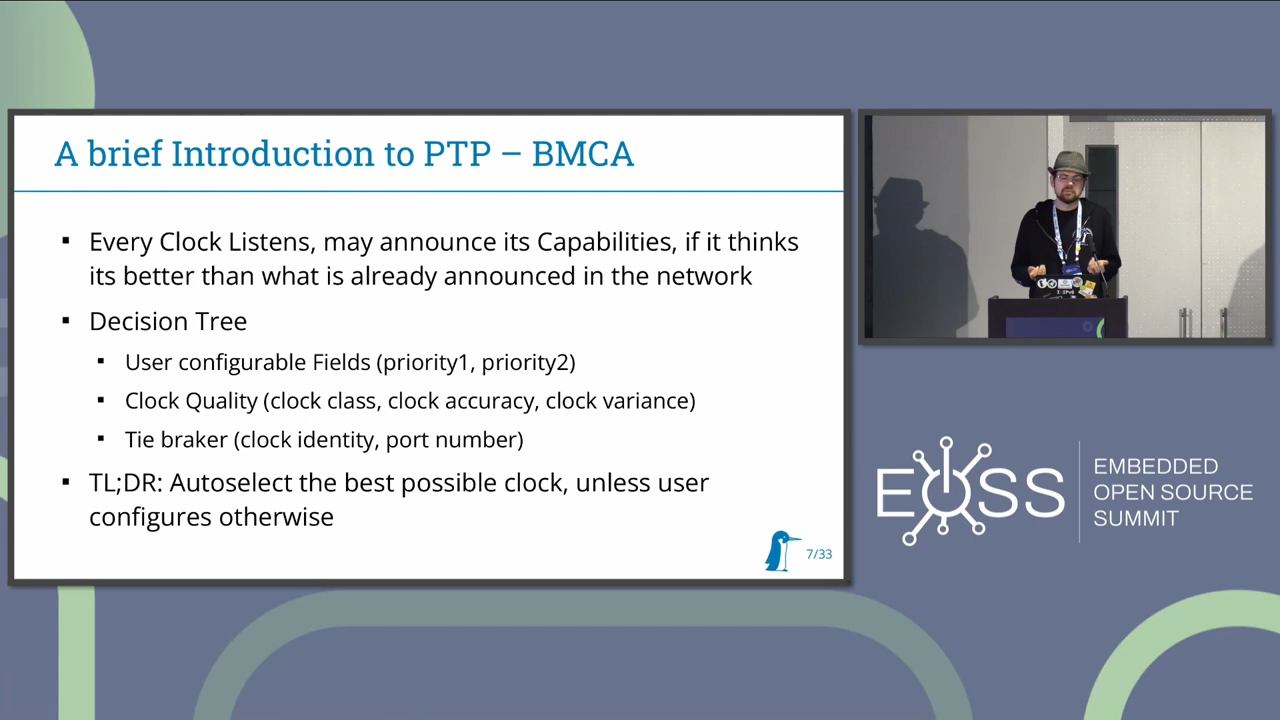 A brief Introduction to PTP – BMCA
▪ Every Clock Listens, may announce its Capabilities, if it thinks
its better than what is already announced in the network
▪ Decision Tree
▪ User configurable Fields (priority1, priority2)
▪ Clock Quality (clock class, clock accuracy, clock variance)
▪ Tie braker (clock identity, port number)
▪ TL;DR: Autoselect the best possible clock, unless user
configures otherwise
7/33
EOSS
EMBEDDED
OPEN SOURCE
SUMMIT